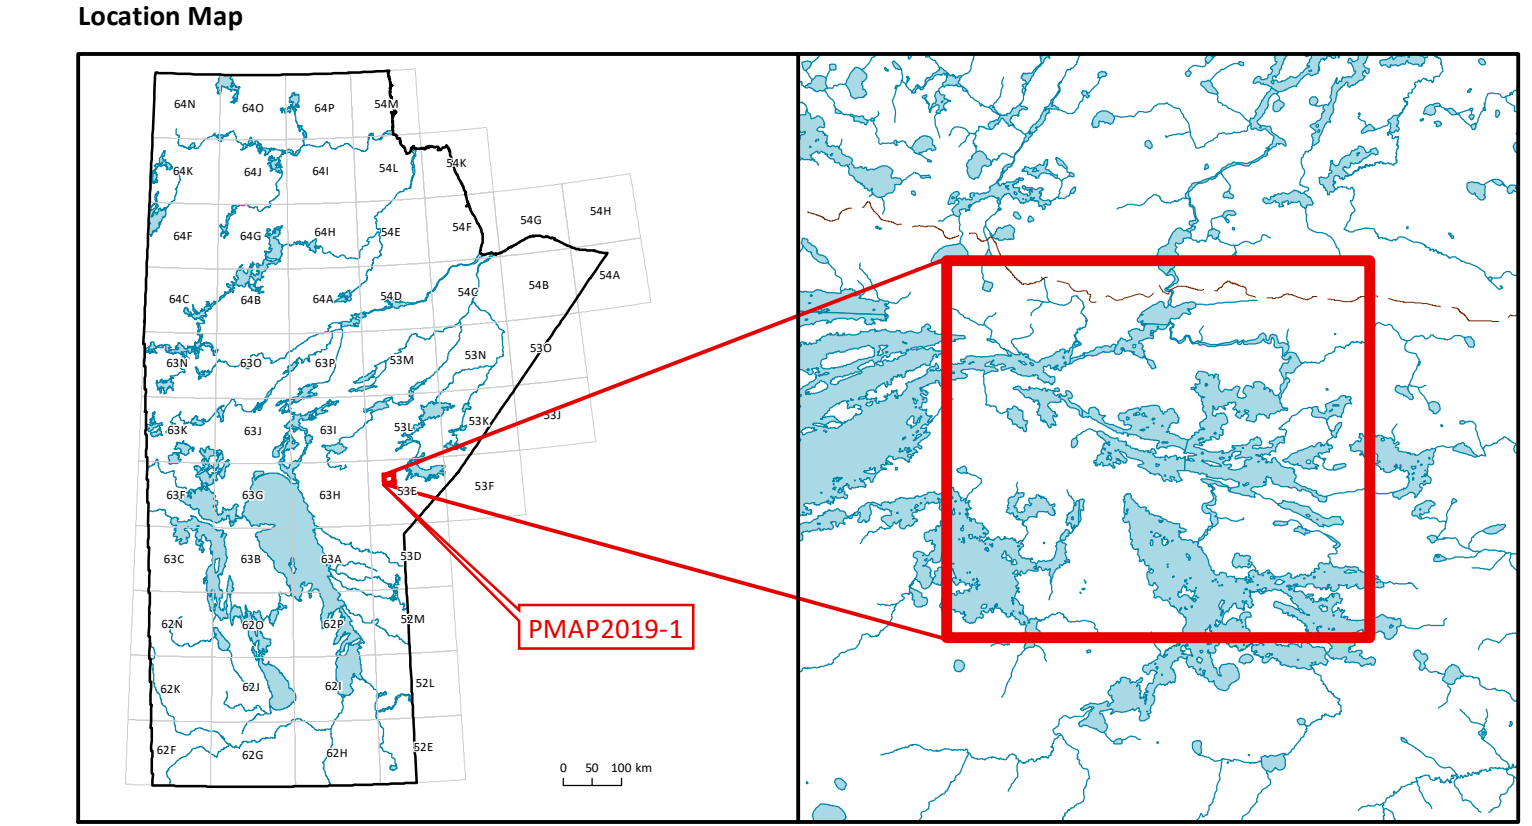 Location Map
64N 64O 64P 54M
64K 64J 64I 54L 54K
64F 64G 64H 54E 54F 54G 54H
64C 64B 64A 54D 54C 54B 54A
63N 63O 63P 53M 53N 53O
63K 63J 63I 53L 53K 53J
63F 63G 63H 53E 53F
63C 63B 63A 53D
62N 62O 62P 52M
62K 62J 62I 52L
62F 62G 62H 52E
PMAP2019-1
0 50 100 km